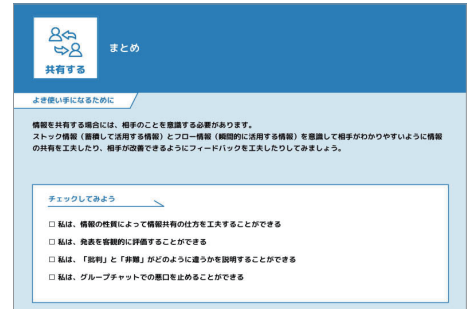 共有する
まとめ
よき使い手になるために
情報を共有する場合には、相手のことを意識する必要があります。
ストック情報（蓄積して活用する情報）とフロー情報（瞬間的に活用する情報）を意識して相手がわかりやすいように情報
の共有を工夫したり、相手が改善できるようにフィードバックを工夫したりしてみましょう。
チェックしてみよう
□ 私は、情報の性質によって情報共有の仕方を工夫することができる
□ 私は、発表を客観的に評価することができる
□ 私は、「批判」と「非難」がどのように違うかを説明することができる
□ 私は、グループチャットでの悪口を止めることができる